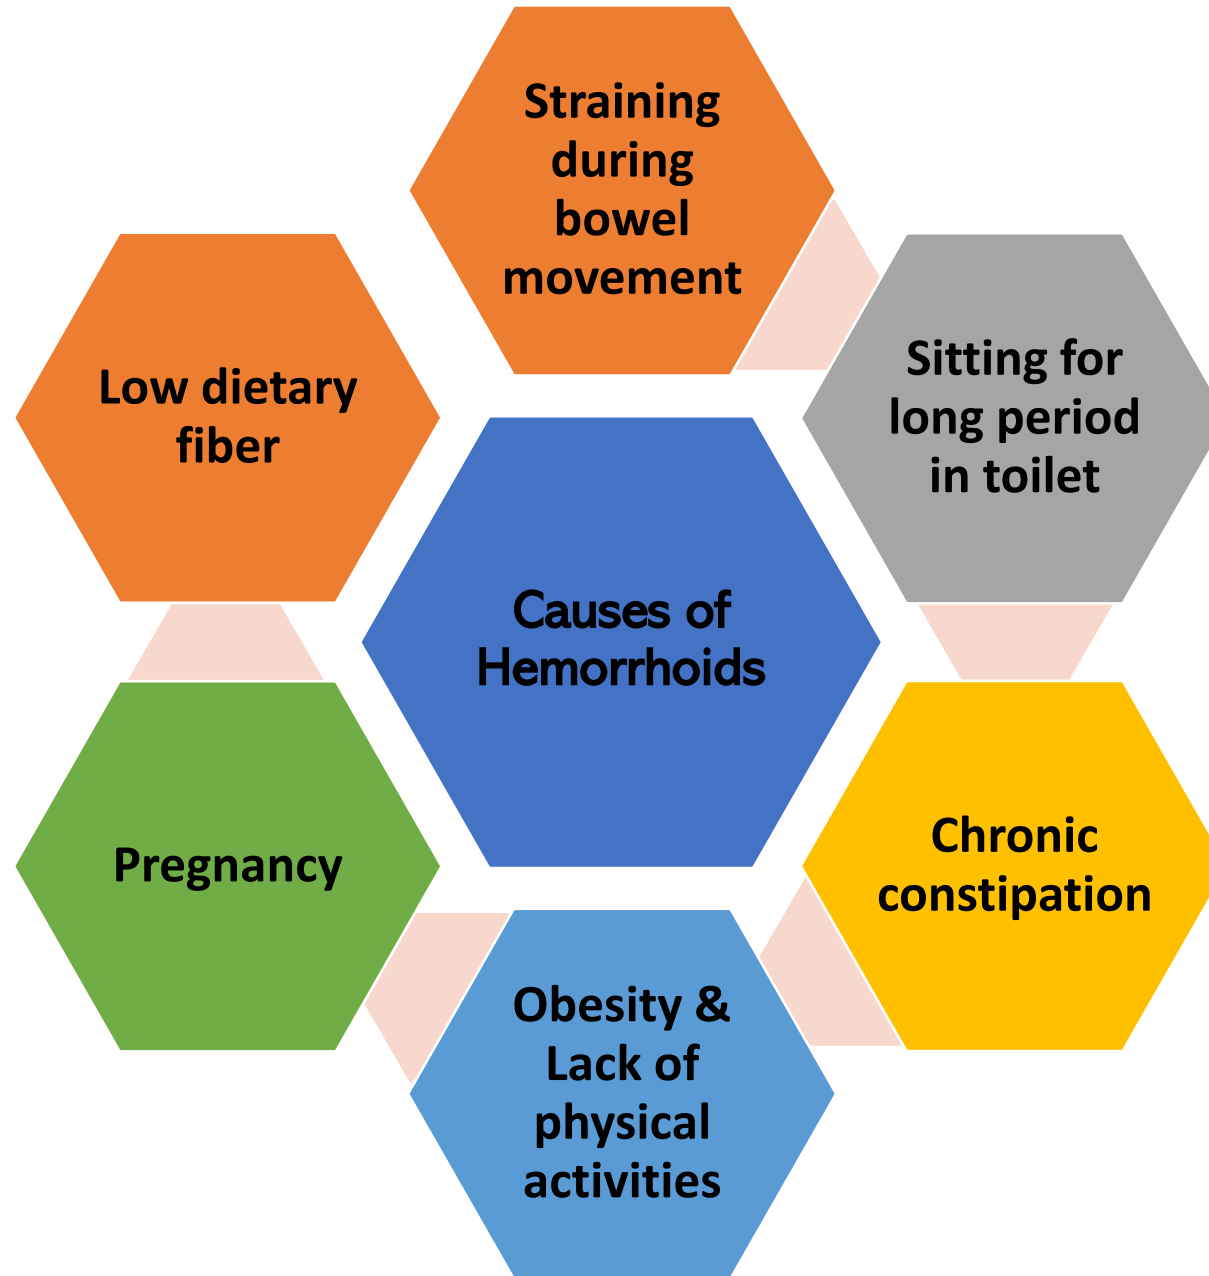 Straining
during
bowel
movement
Sitting for
long period
in toilet
Chronic
constipation
Obesity &
Lack of
physical
activities
Pregnancy
Low dietary
fiber
Causes of
Hemorrhoids